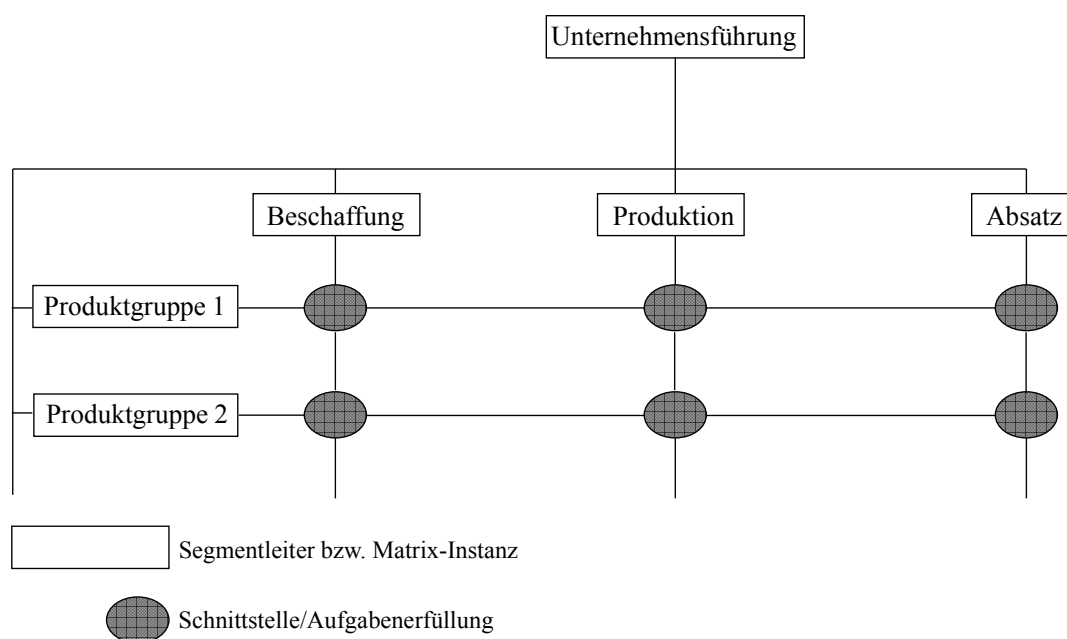 Unternehmensführung
Beschaffung
Produktion
Absatz
Produktgruppe 1
Produktgruppe 2
Segmentleiter bzw. Matrix-Instanz
Schnittstelle/Aufgabenerfüllung